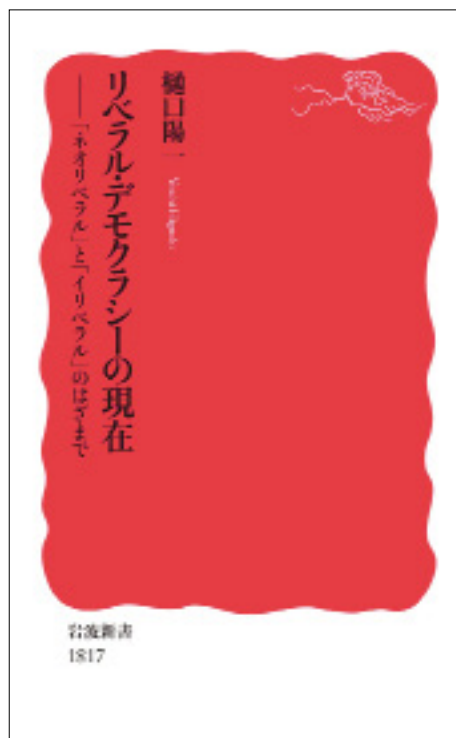 樋口陽一
Yoichi Higuchi
リベラル・デモクラシーの現在
──「ネオリベラル」と「イリベラル」のはざまで
岩波新書
1817